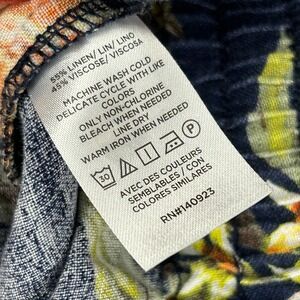 55% LINEN/ LIN/ LINO
45% VISCOSE/ VISCOSA
MACHINE WASH COLD
DELICATE CYCLE WITH LIKE
COLORS
ONLY NON-CHLORINE
BLEACH WHEN NEEDED
LINE DRY
WARM IRON WHEN NEEDED
30 P
AVEC DES COULEURS
SEMBLABLES / CON
COLORES SIMILARES
RN#140923